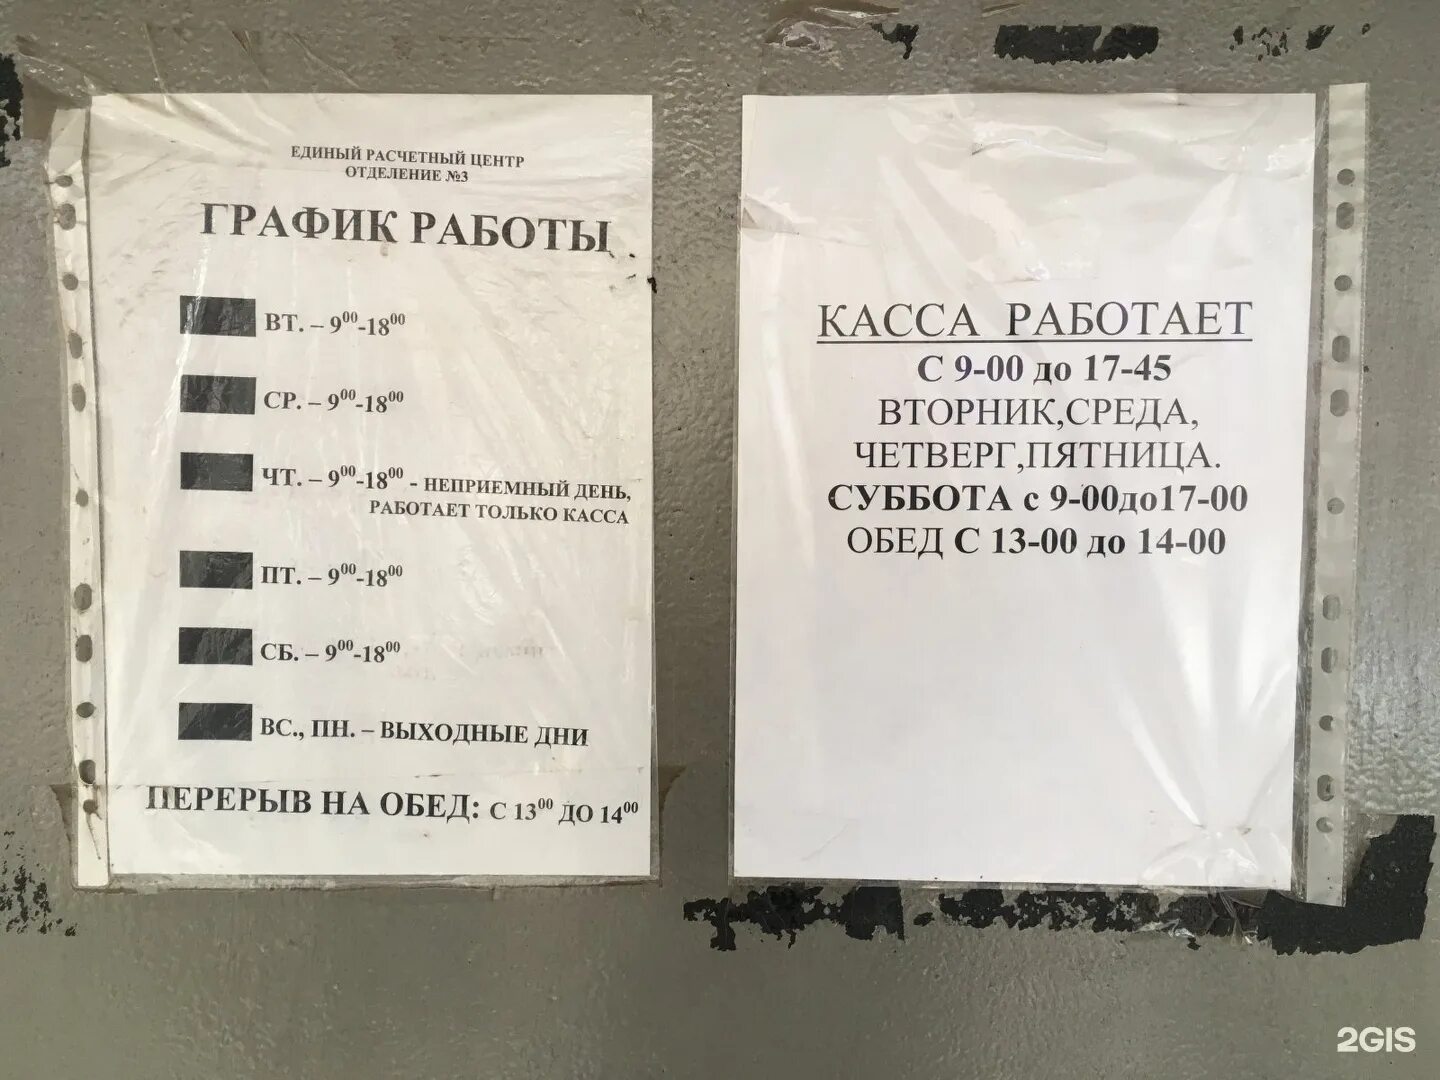 ЕДИНЫЙ РАСЧЕТНЫЙ ЦЕНТР
ОТДЕЛЕНИЕ №3
ГРАФИК РАБОТЫ
ВТ. – 9⁰⁰-18⁰⁰
СР. – 9⁰⁰-18⁰⁰
ЧТ. – 9⁰⁰-18⁰⁰ - НЕПРИЕМНЫЙ ДЕНЬ,
РАБОТАЕТ ТОЛЬКО КАССА
ПТ. – 9⁰⁰-18⁰⁰
СБ. – 9⁰⁰-18⁰⁰
ВС., ПН. – ВЫХОДНЫЕ ДНИ
ПЕРЕРЫВ НА ОБЕД: С 13⁰⁰ ДО 14⁰⁰
КАССА РАБОТАЕТ
С 9-00 до 17-45
ВТОРНИК,СРЕДА,
ЧЕТВЕРГ,ПЯТНИЦА.
СУББОТА с 9-00до17-00
ОБЕД С 13-00 до 14-00
2GIS